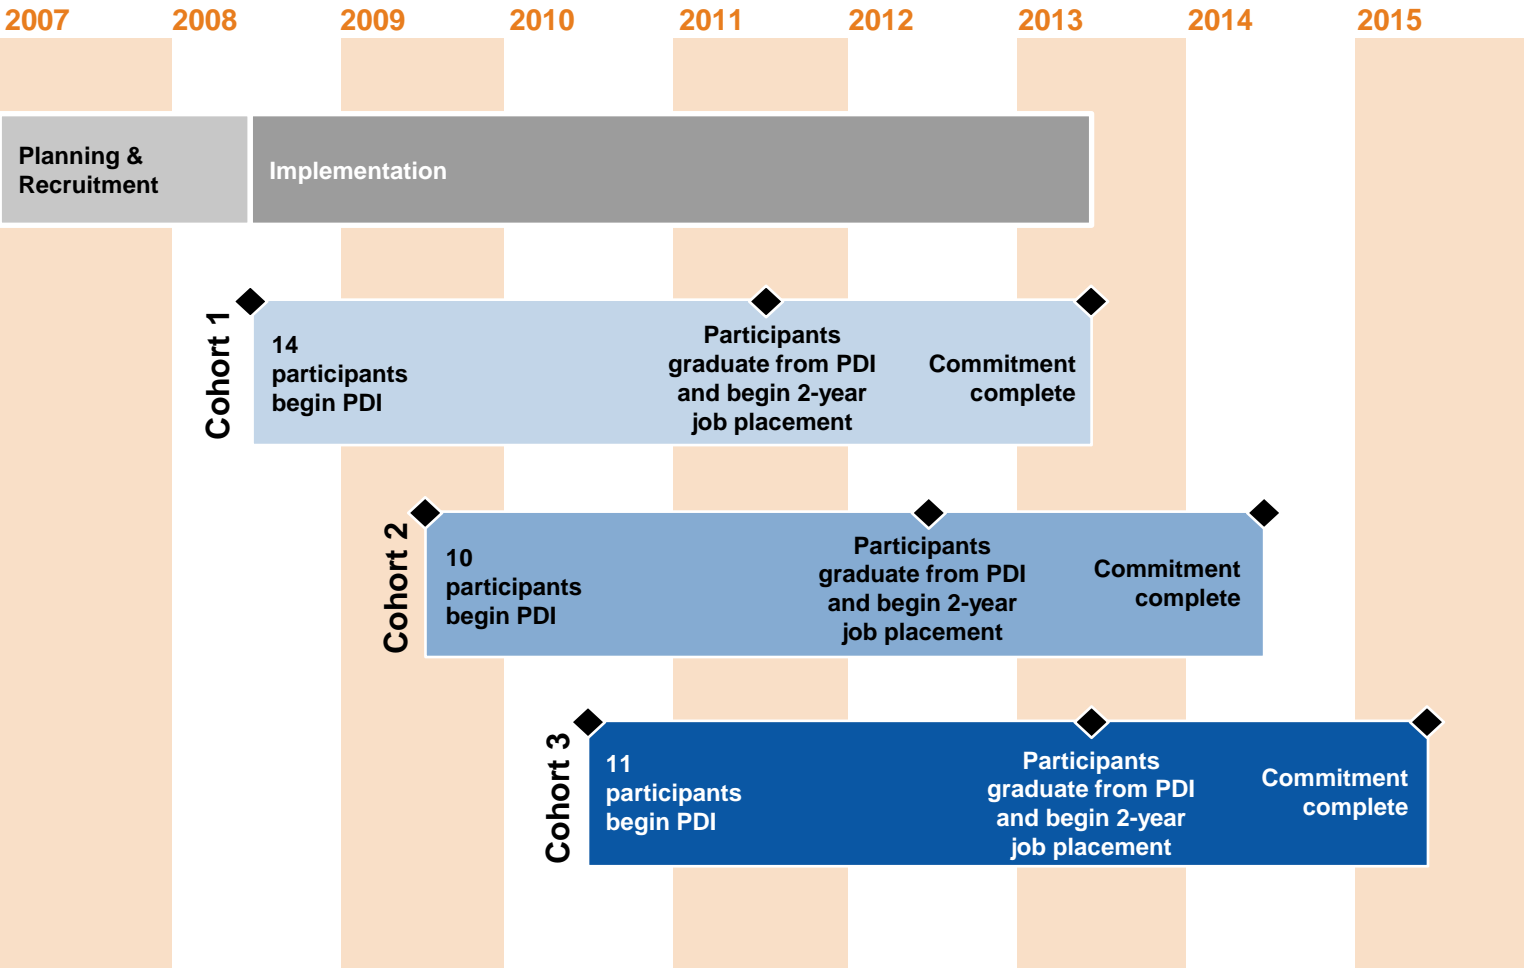 2007 2008 2009 2010 2011 2012 2013 2014 2015
Planning &
Recruitment
Implementation
Cohort 1
14
participants
begin PDI
Participants
graduate from PDI
and begin 2-year
job placement
Commitment
complete
Cohort 2
10
participants
begin PDI
Participants
graduate from PDI
and begin 2-year
job placement
Commitment
complete
Cohort 3
11
participants
begin PDI
Participants
graduate from PDI
and begin 2-year
job placement
Commitment
complete